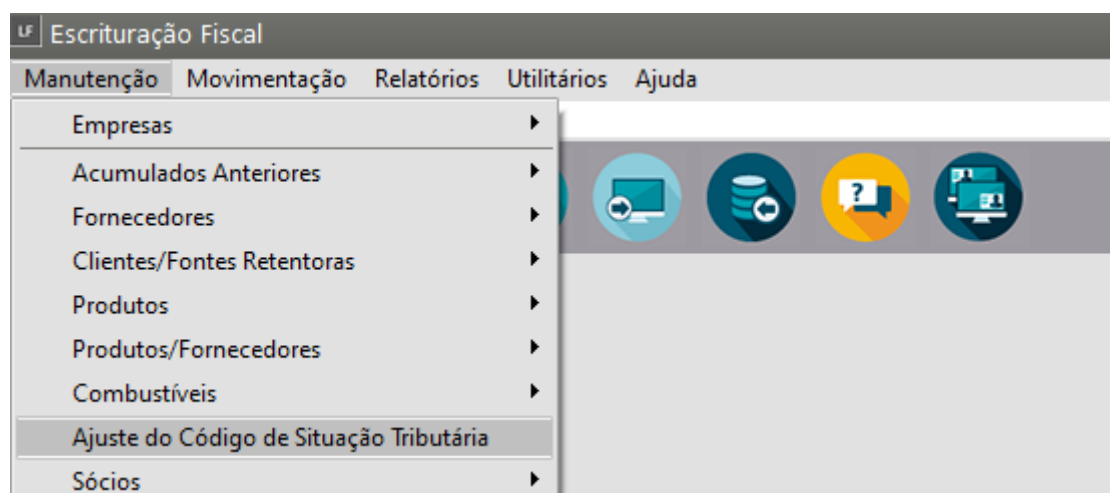 LF Escrituração Fiscal
Manutenção Movimentação Relatórios Utilitários Ajuda
Empresas
Acumulados Anteriores
Fornecedores
Clientes/Fontes Retentoras
Produtos
Produtos/Fornecedores
Combustíveis
Ajuste do Código de Situação Tributária
Sócios
?